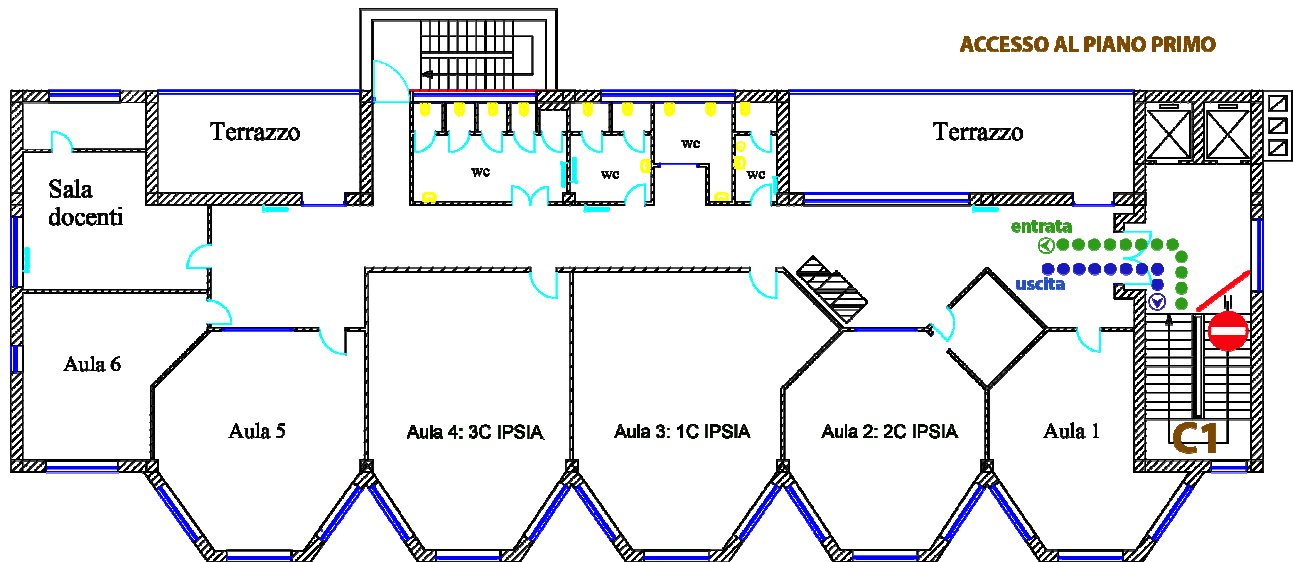 ACCESSO AL PIANO PRIMO
Terrazzo
Terrazzo
wc
wc
wc
wc
Sala
docenti
entrata
uscita
Aula 6
Aula 5
Aula 4: 3C IPSIA
Aula 3: 1C IPSIA
Aula 2: 2C IPSIA
Aula 1
C1